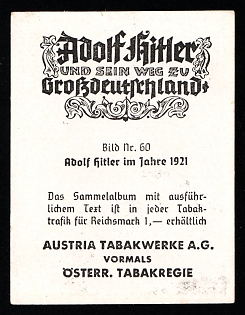 Adolf Hitler
UND SEIN WEG ZU
Großdeutschland
Bild Nr. 60
Adolf Hitler im Jahre 1921
Das Sammelalbum mit ausführ-
lichem Text ist in jeder Tabak-
trafik für Reichsmark 1,— erhältlich
AUSTRIA TABAKWERKE A.G.
VORMALS
ÖSTERR. TABAKREGIE